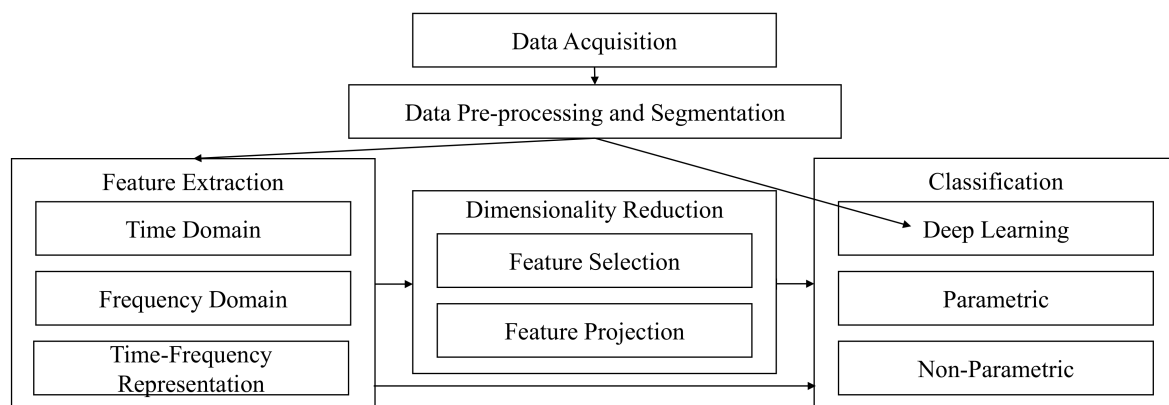 Data Acquisition
Data Pre-processing and Segmentation
Feature Extraction
Time Domain
Frequency Domain
Time-Frequency
Representation
Dimensionality Reduction
Feature Selection
Feature Projection
Classification
Deep Learning
Parametric
Non-Parametric